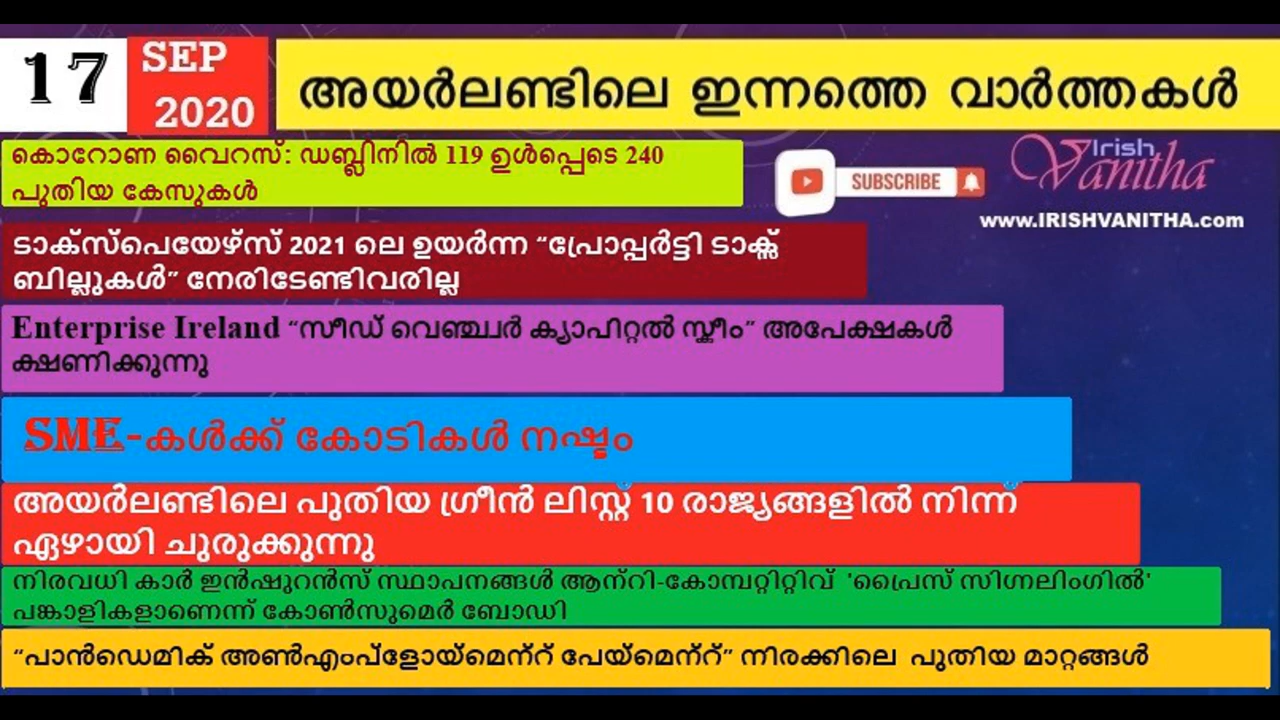 17 SEP 2020
അയർലണ്ടിലെ ഇന്നത്തെ വാർത്തകൾ
കൊറോണ വൈറസ്: ഡബ്ലിനിൽ 119 ഉൾപ്പെടെ 240
പുതിയ കേസുകൾ
SUBSCRIBE
Irish
Vanitha
www.IRISHVANITHA.com
ടാക്സ്പെയേഴ്സ് 2021 ലെ ഉയർന്ന “പ്രോപ്പർട്ടി ടാക്സ്
ബില്ലുകൾ” നേരിടേണ്ടിവരില്ല
Enterprise Ireland “സീഡ് വെഞ്ച്വർ ക്യാപിറ്റൽ സ്കീം” അപേക്ഷകൾ
ക്ഷണിക്കുന്നു
SME-കൾക്ക് കോടികൾ നഷ്ടം
അയർലണ്ടിലെ പുതിയ ഗ്രീൻ ലിസ്റ്റ് 10 രാജ്യങ്ങളിൽ നിന്ന്
ഏഴായി ചുരുക്കുന്നു
നിരവധി കാർ ഇൻഷുറൻസ് സ്ഥാപനങ്ങൾ ആന്റി-കോമ്പറ്റിറ്റിവ് 'പ്രൈസ് സിഗ്നലിംഗിൽ'
പങ്കാളികളാണെന്ന് കോൺസുമെർ ബോഡി
“പാൻഡെമിക് അൺഎംപ്ളോയ്മെന്റ് പേയ്മെന്റ്” നിരക്കിലെ പുതിയ മാറ്റങ്ങൾ